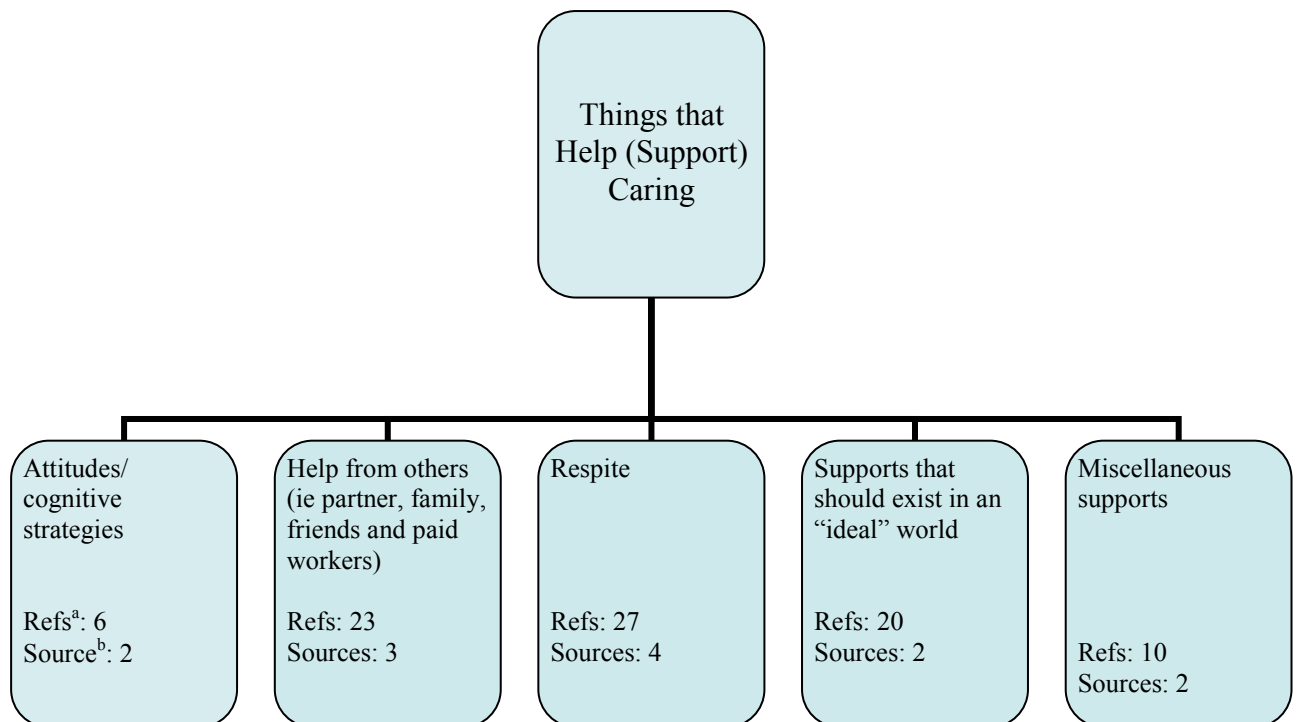 Things that
Help (Support)
Caring
Attitudes/
cognitive
strategies
Refsᵃ: 6
Sourceᵇ: 2
Help from others
(ie partner, family,
friends and paid
workers)
Refs: 23
Sources: 3
Respite
Refs: 27
Sources: 4
Supports that
should exist in an
“ideal” world
Refs: 20
Sources: 2
Miscellaneous
supports
Refs: 10
Sources: 2